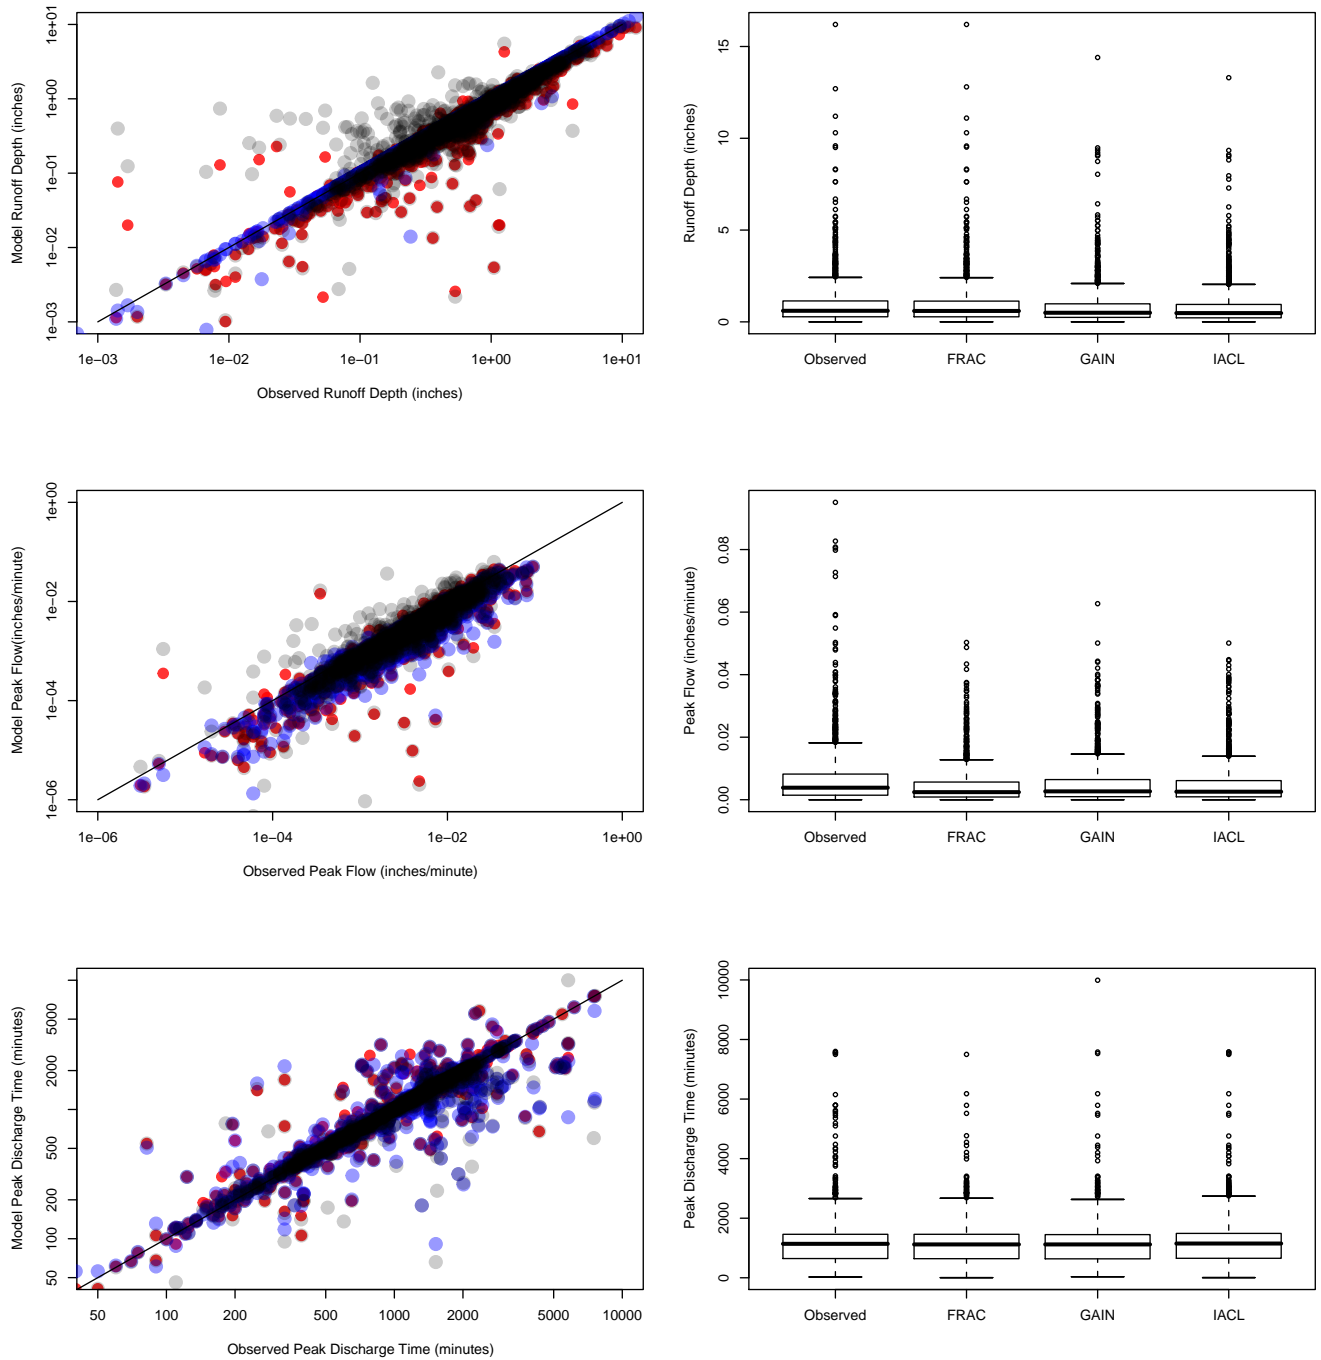 1e−03 1e−02 1e−01 1e+00 1e+01
Model Runoff Depth (inches)
1e−03 1e−02 1e−01 1e+00 1e+01
Observed Runoff Depth (inches)
0 5 10 15
Runoff Depth (inches)
Observed FRAC GAIN IACL
1e−06 1e−04 1e−02 1e+00
Model Peak Flow(inches/minute)
1e−06 1e−04 1e−02 1e+00
Observed Peak Flow (inches/minute)
0.00 0.02 0.04 0.06 0.08
Peak Flow (inches/minute)
Observed FRAC GAIN IACL
50 100 200 500 2000 5000
Model Peak Discharge Time (minutes)
50 100 200 500 1000 2000 5000 10000
Observed Peak Discharge Time (minutes)
0 2000 4000 6000 8000 10000
Peak Discharge Time (minutes)
Observed FRAC GAIN IACL